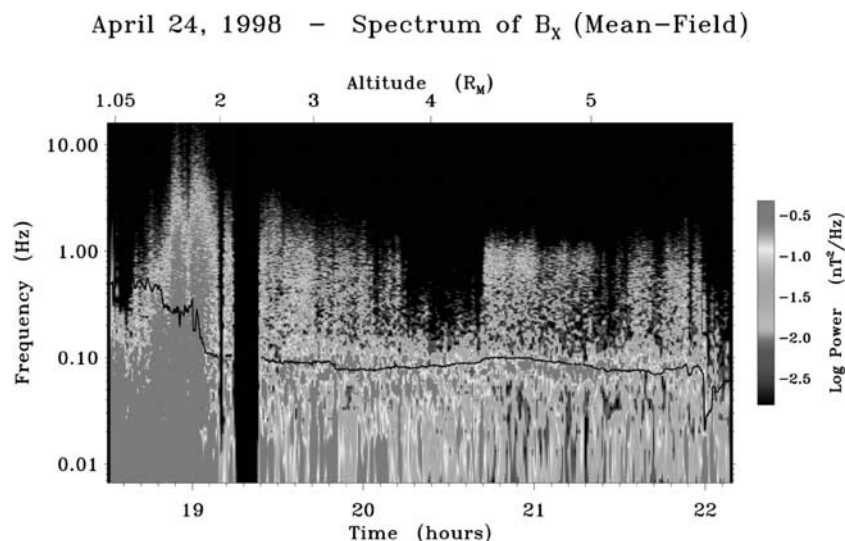 April 24, 1998 – Spectrum of Bx (Mean–Field)
Altitude (RM)
1.05 2 3 4 5
10.00
1.00
0.10
0.01
Frequency (Hz)
19 20 21 22
Time (hours)
−0.5
−1.0
−1.5
−2.0
−2.5
Log Power (nT²/Hz)